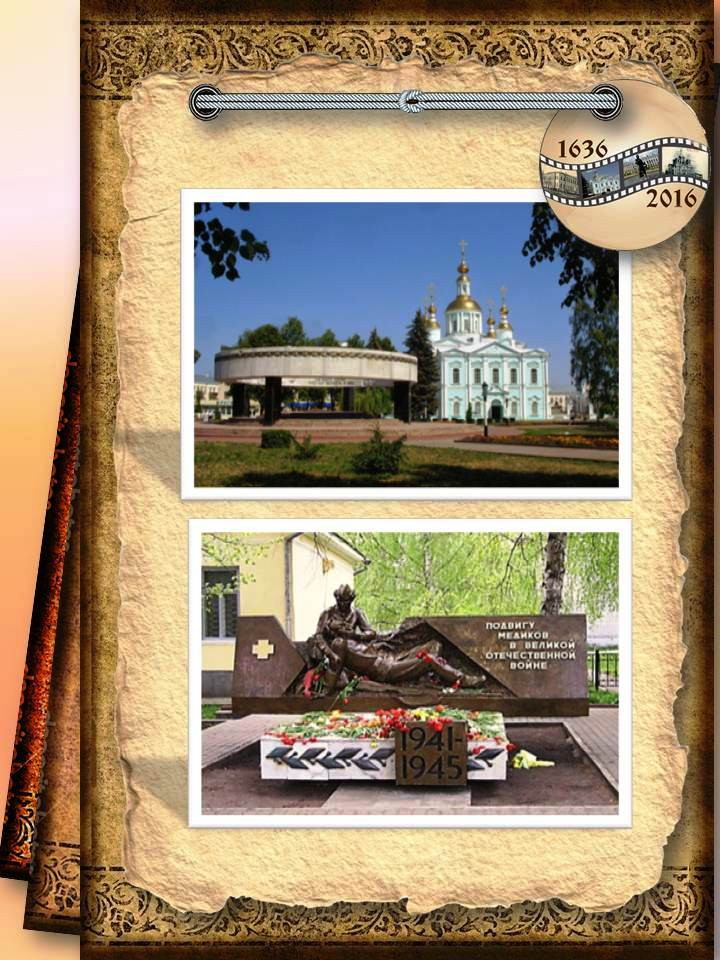 1636
2016
ПОДВИГУ
МЕДИКОВ
В ВЕЛИКОЙ
ОТЕЧЕСТВЕННОЙ
ВОЙНЕ
1941-
1945